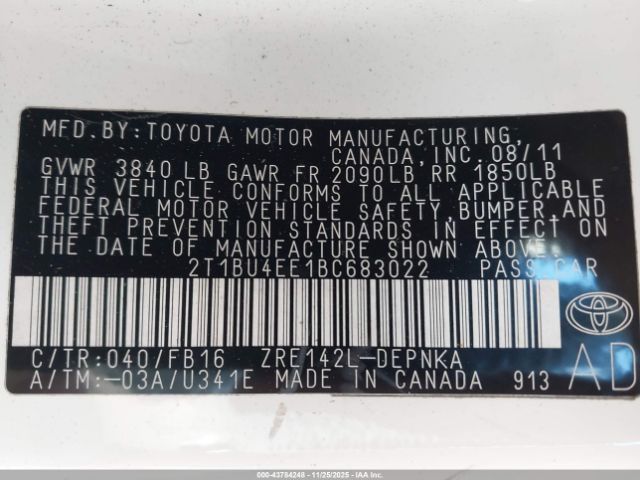 MFD.BY:TOYOTA MOTOR MANUFACTURING,
CANADA,INC.08/11
GVWR 3840 LB GAWR FR 2090LB RR 1850LB
THIS VEHICLE CONFORMS TO ALL APPLICABLE
FEDERAL MOTOR VEHICLE SAFETY,BUMPER,AND
THEFT PREVENTION STANDARDS IN EFFECT ON
THE DATE OF MANUFACTURE SHOWN ABOVE.
2T1BU4EE1BC683022 PASS.CAR
C/TR:040/FB16 ZRE142L-DEPNKA
A/TM:-03A/U341E MADE IN CANADA 913
AD
000-43784248 - 11/25/2025 - IAAI.COM